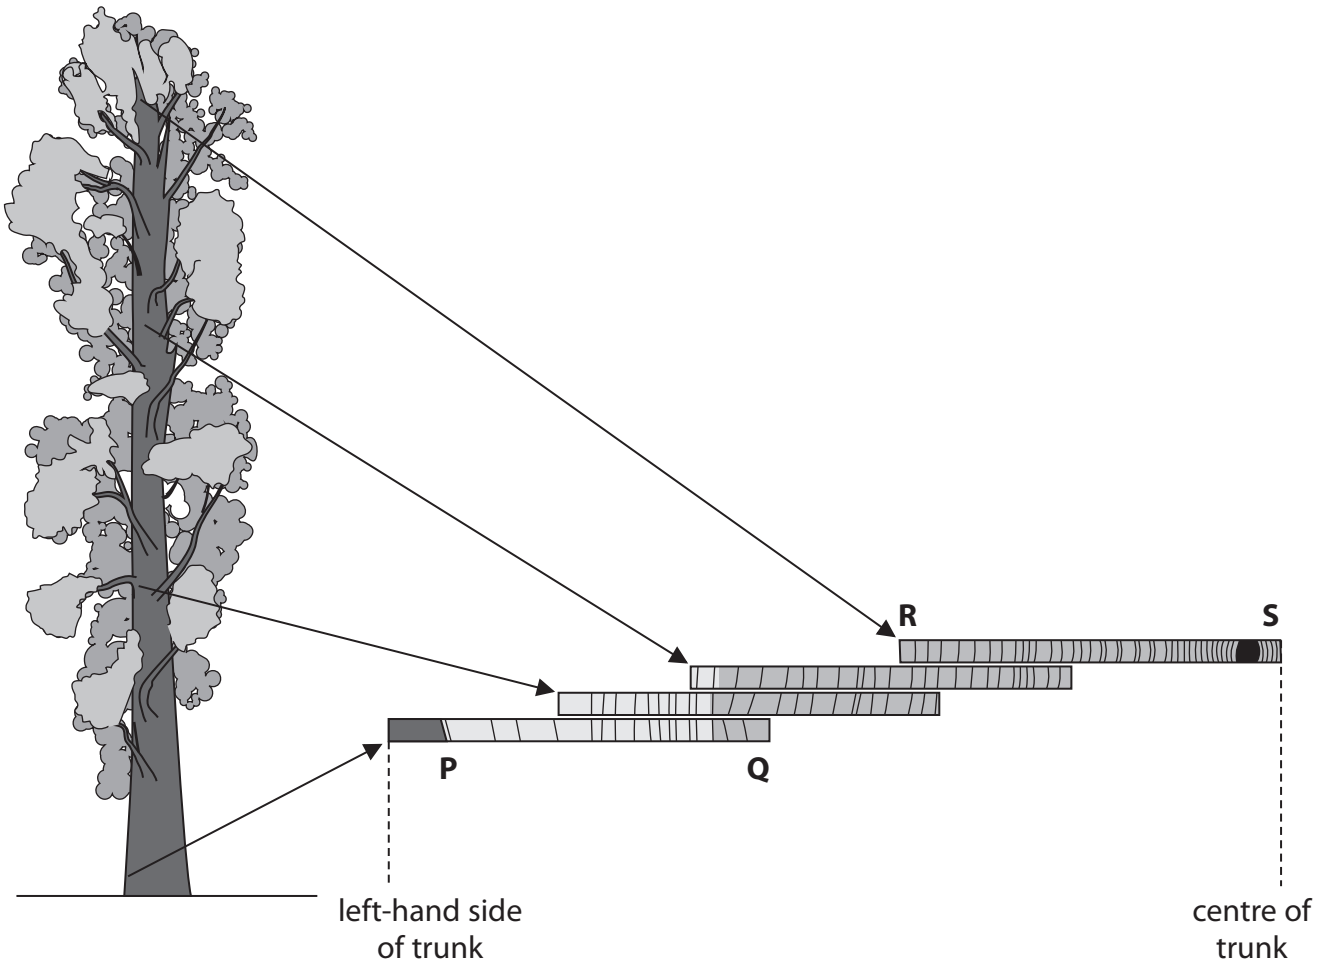 R
S
P
Q
left-hand side
of trunk
centre of
trunk